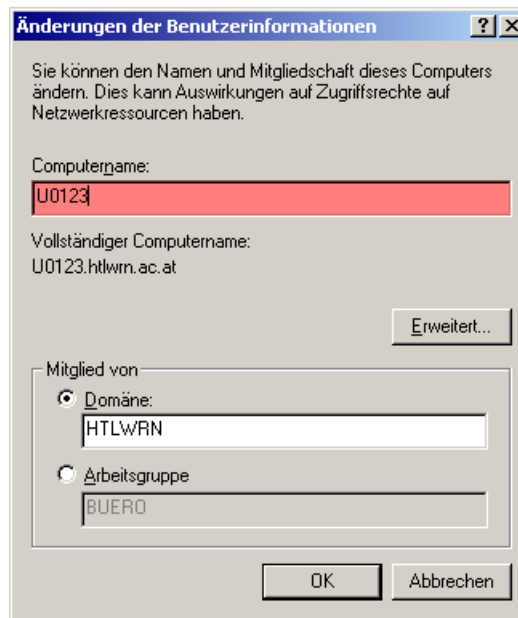 Änderungen der Benutzerinformationen
Sie können den Namen und Mitgliedschaft dieses Computers
ändern. Dies kann Auswirkungen auf Zugriffsrechte auf
Netzwerkressourcen haben.
Computername:
U0123
Vollständiger Computername:
U0123.htlwrn.ac.at
Erweitert...
Mitglied von
Domäne:
HTLWRN
Arbeitsgruppe
BUERO
OK Abbrechen